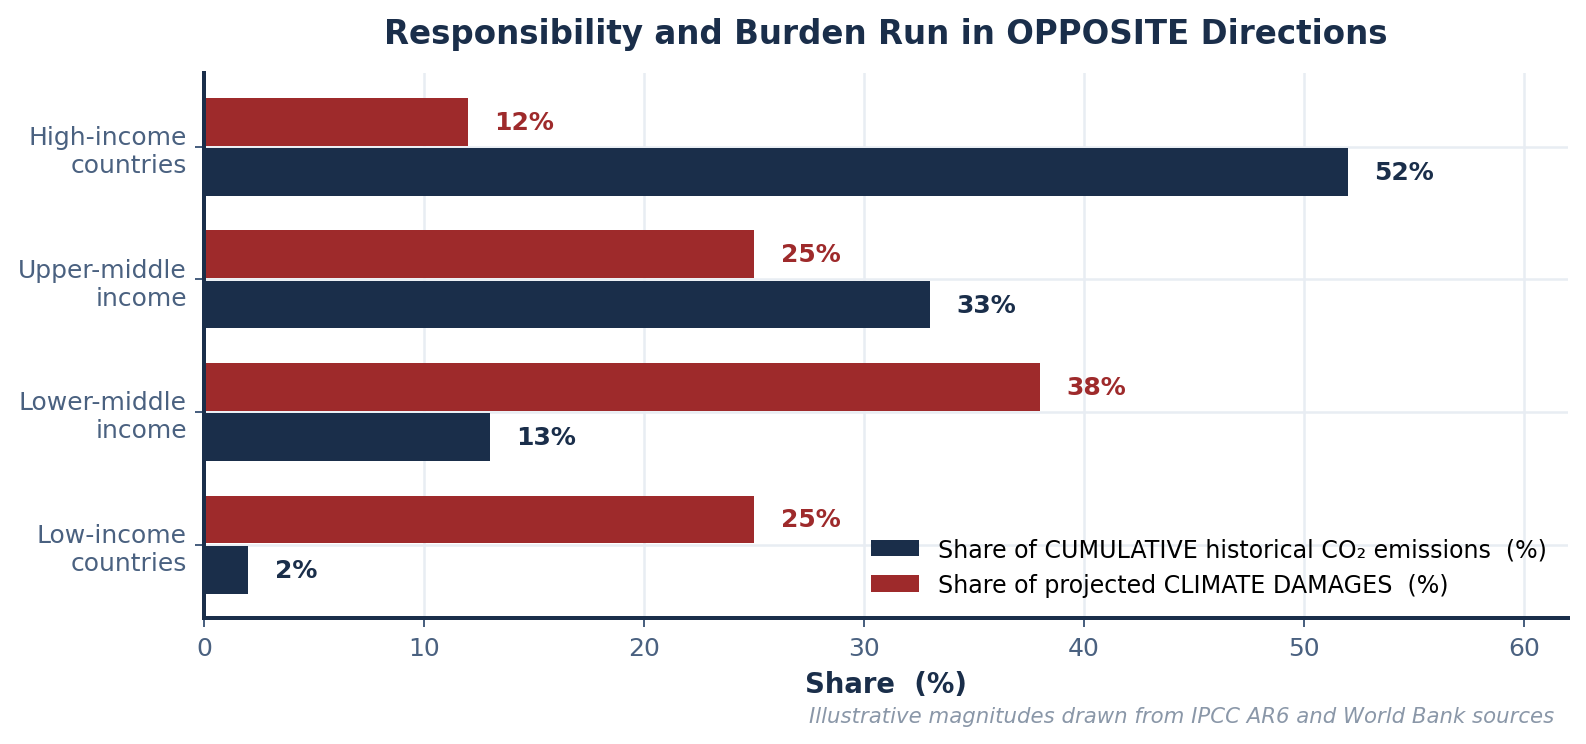 Responsibility and Burden Run in OPPOSITE Directions
High-income
countries
12%
52%
Upper-middle
income
25%
33%
Lower-middle
income
38%
13%
Low-income
countries
25%
2%
Share of CUMULATIVE historical CO₂ emissions (%)
Share of projected CLIMATE DAMAGES (%)
0 10 20 30 40 50 60
Share (%)
Illustrative magnitudes drawn from IPCC AR6 and World Bank sources